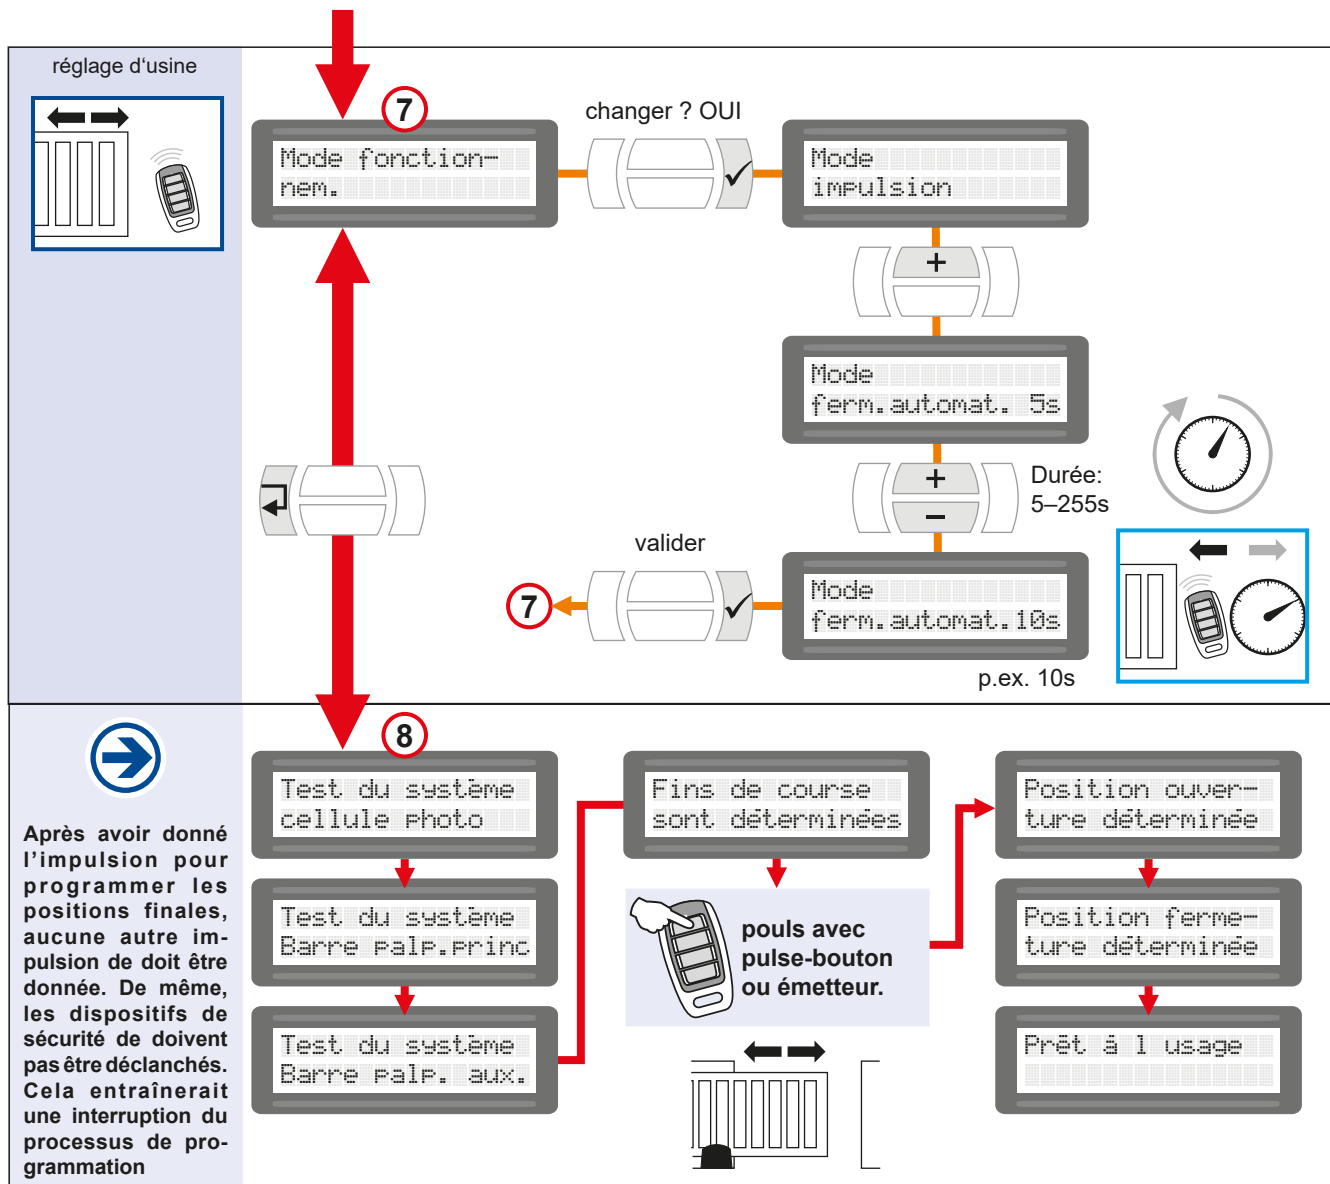 réglage d‘usine
7
Mode fonction-
nem.
changer ? OUI
✓
Mode
impulsion
+
Mode
ferm.automat. 5s
+
−
Durée:
5–255s
Mode
ferm.automat.10s
p.ex. 10s
valider
✓
7
Après avoir donné
l’impulsion pour
programmer les
positions finales,
aucune autre im-
pulsion de doit être
donnée. De même,
les dispositifs de
sécurité de doivent
pas être déclanchés.
Cela entraînerait
une interruption du
processus de pro-
grammation
8
Test du système
cellule photo
Test du système
Barre palp.princ
Test du système
Barre palp. aux.
Fins de course
sont déterminées
pouls avec
pulse-bouton
ou émetteur.
Position ouver-
ture déterminée
Position ferme-
ture déterminée
Prêt à l usage